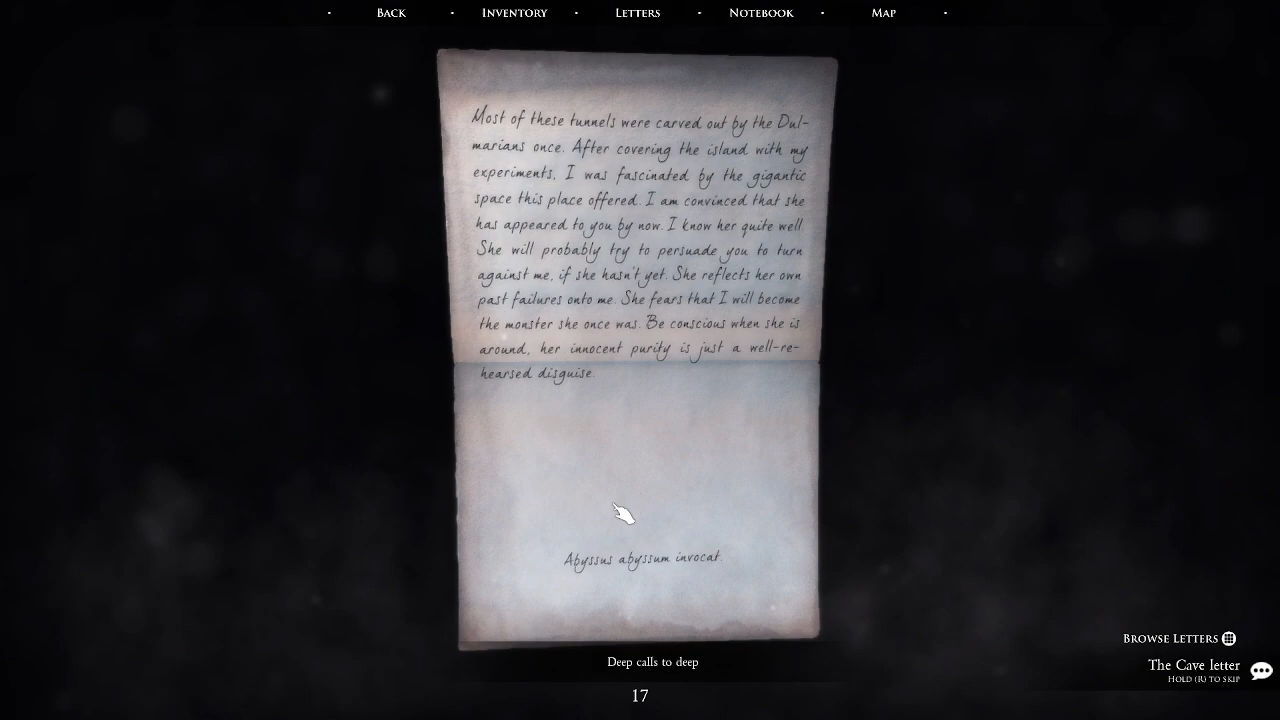 · BACK · INVENTORY · LETTERS · NOTEBOOK · MAP ·
Most of these tunnels were carved out by the Dul-
marians once. After covering the island with my
experiments, I was fascinated by the gigantic
space this place offered. I am convinced that she
has appeared to you by now. I know her quite well.
She will probably try to persuade you to turn
against me, if she hasn't yet. She reflects her own
past failures onto me. She fears that I will become
the monster she once was. Be conscious when she is
around, her innocent purity is just a well-re-
hearsed disguise.
Abyssus abyssum invocat.
Deep calls to deep
17
BROWSE LETTERS
The Cave letter
HOLD (R) TO SKIP